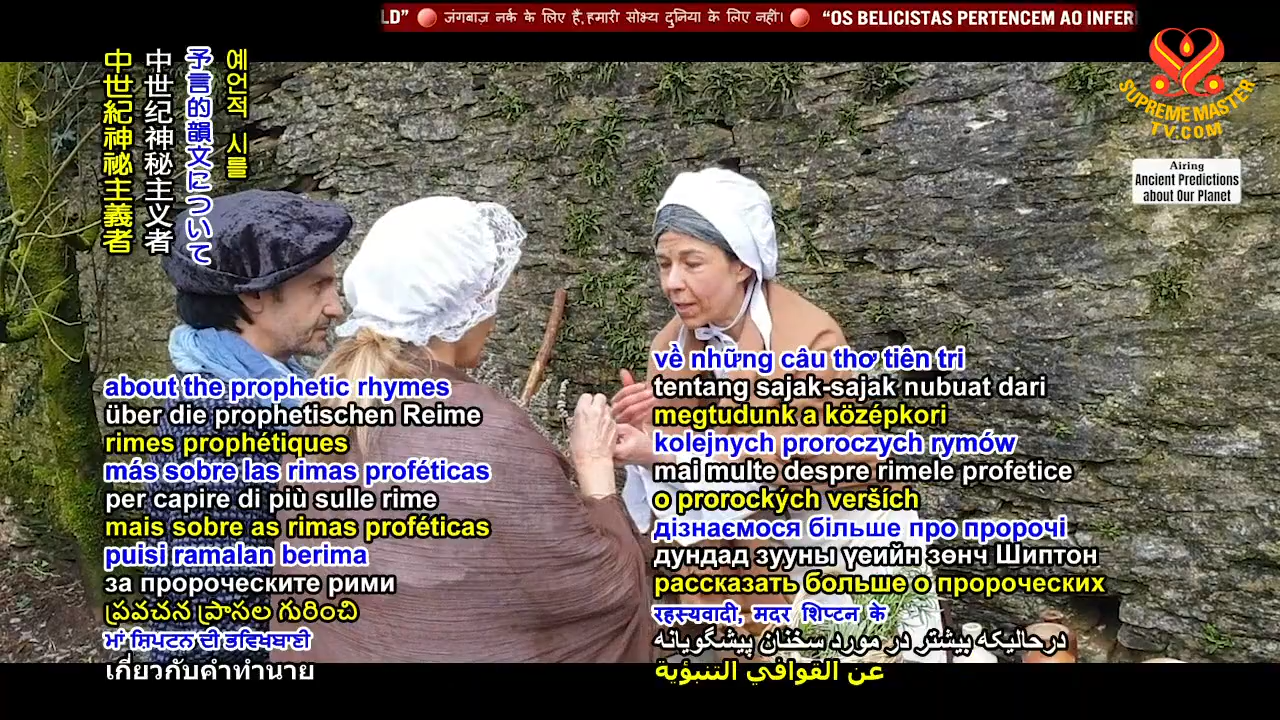 LD” जंगबाज़ नर्क के लिए हैं, हमारी सोभ्य दुनिया के लिए नहीं। “OS BELICISTAS PERTENCEM AO INFER
SUPREME MASTER
TV.COM
Airing
Ancient Predictions
about Our Planet
예언적 시를
予言的韻文について
中世纪神秘主义者
中世紀神祕主義者
about the prophetic rhymes
über die prophetischen Reime
rimes prophétiques
más sobre las rimas proféticas
per capire di più sulle rime
mais sobre as rimas proféticas
puisi ramalan berima
за пророческите рими
ప్రవచన ప్రాసల గురించి
ਮਾਂ ਸ਼ਿਪਟਨ ਦੀ ਭਵਿਖਬਾਣੀ
เกี่ยวกับคำทำนาย
về những câu thơ tiên tri
tentang sajak-sajak nubuat dari
megtudunk a középkori
kolejnych proroczych rymów
mai multe despre rimele profetice
o prorockých verších
дізнаємося більше про пророчі
дундад зууны үеийн зөнч Шиптон
рассказать больше о пророческих
रहस्यवादी, मदर शिप्टन के
درحالیکه بیشتر در مورد سخنان پیشگویانه
عن القوافي التنبؤية